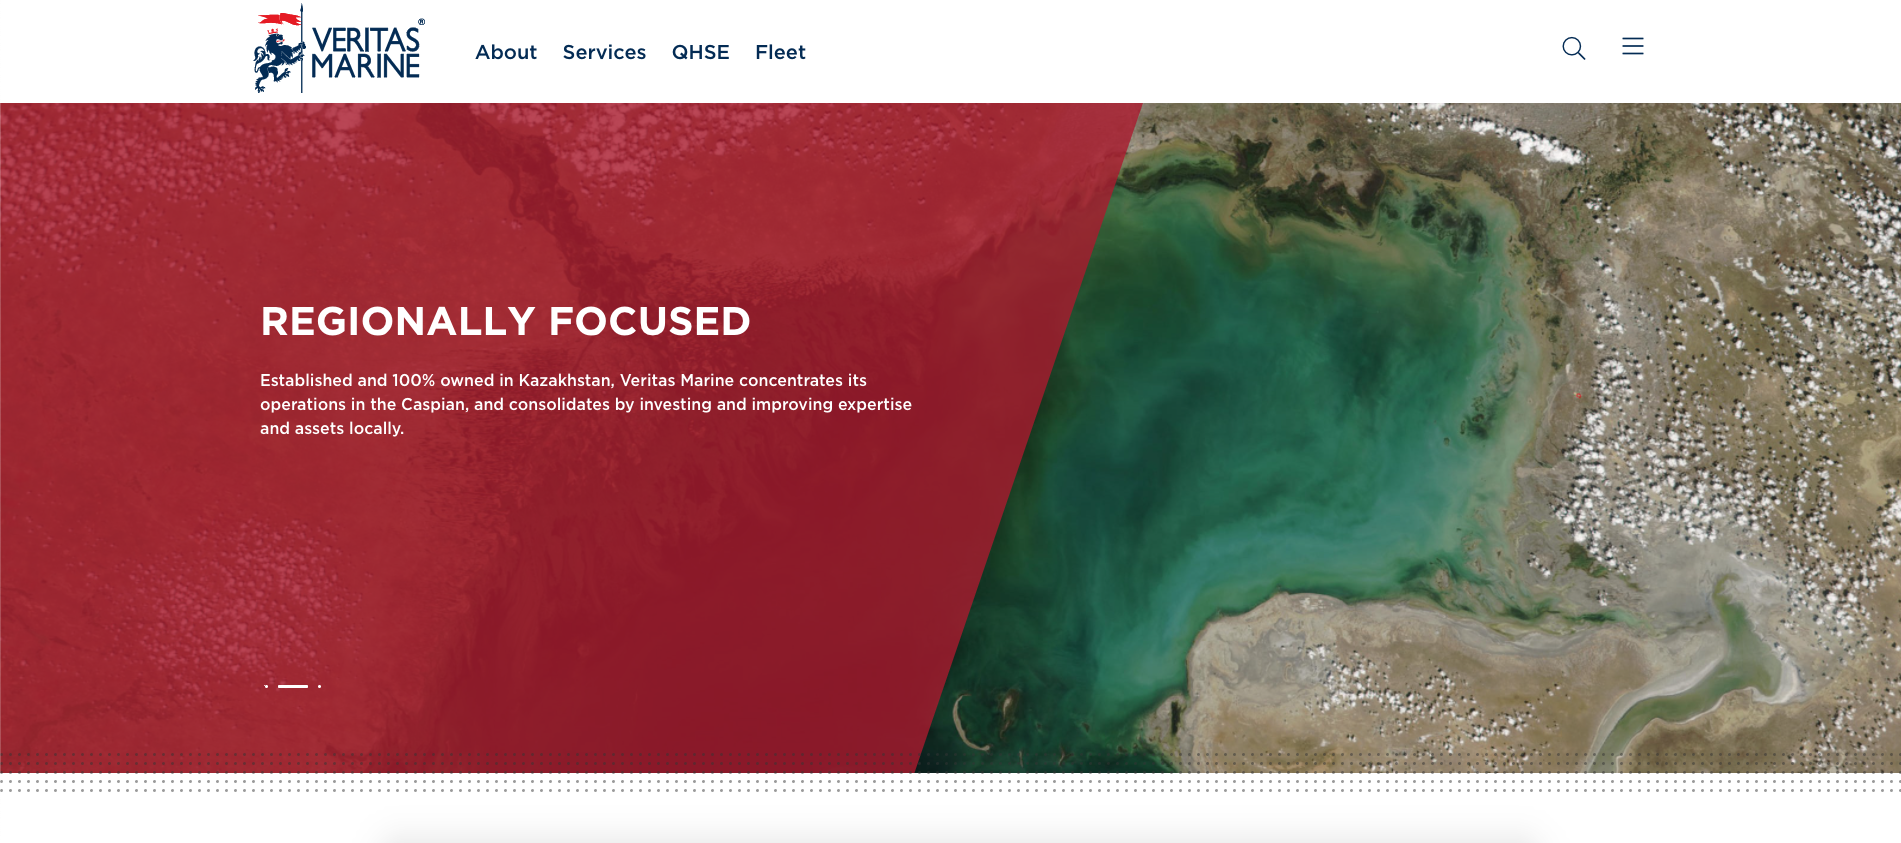 VERITAS®
MARINE
About Services QHSE Fleet
REGIONALLY FOCUSED
Established and 100% owned in Kazakhstan, Veritas Marine concentrates its
operations in the Caspian, and consolidates by investing and improving expertise
and assets locally.